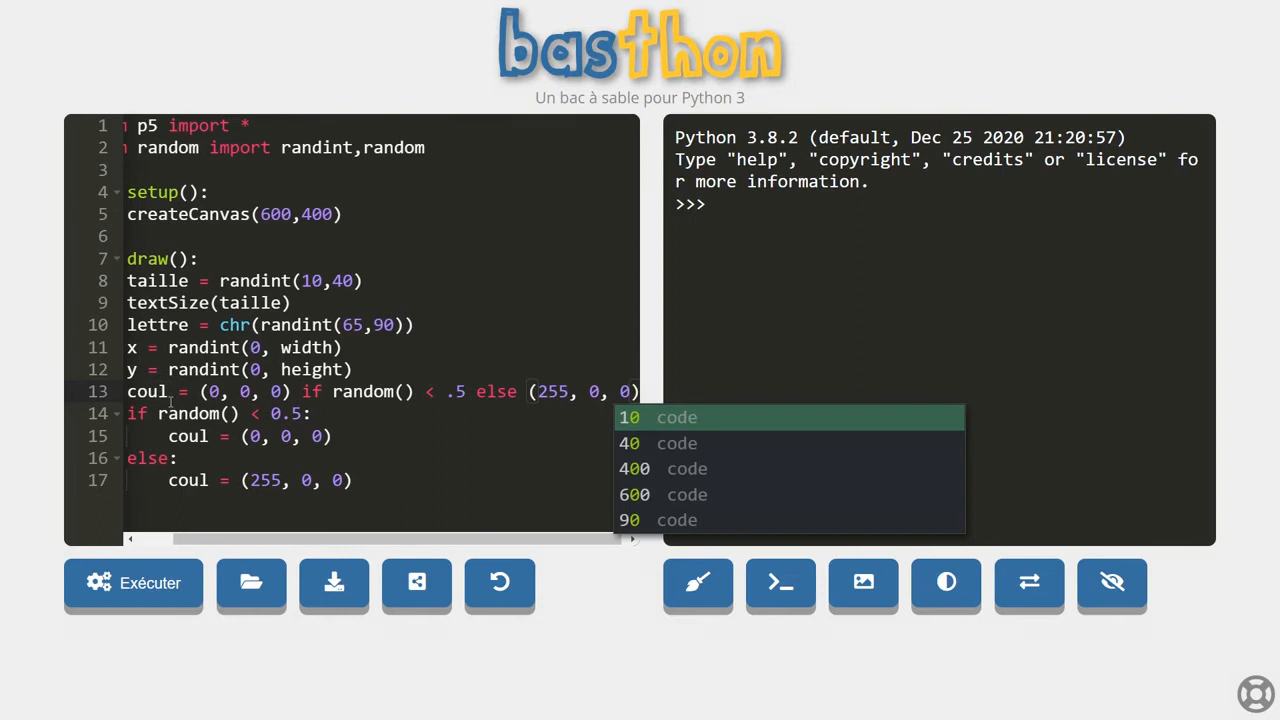 basthon
Un bac à sable pour Python 3
1 p5 import *
2 random import randint,random
3
4 setup():
5 createCanvas(600,400)
6
7 draw():
8 taille = randint(10,40)
9 textSize(taille)
10 lettre = chr(randint(65,90))
11 x = randint(0, width)
12 y = randint(0, height)
13 coul = (0, 0, 0) if random() < .5 else (255, 0, 0)
14 if random() < 0.5:
15 coul = (0, 0, 0)
16 else:
17 coul = (255, 0, 0)
10 code
40 code
400 code
600 code
90 code
Python 3.8.2 (default, Dec 25 2020 21:20:57)
Type "help", "copyright", "credits" or "license" fo
r more information.
>>>
Exécuter